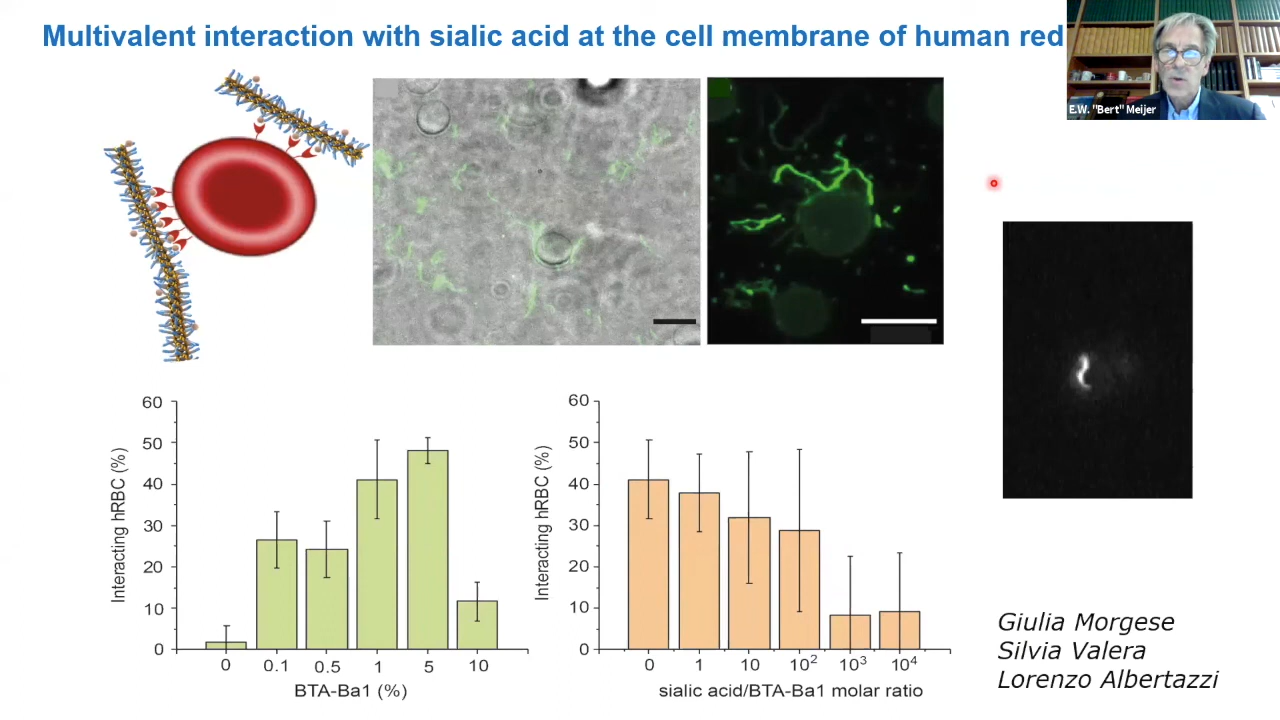 Multivalent interaction with sialic acid at the cell membrane of human red
E.W. "Bert" Meijer
60
50
40
30
20
10
0
Interacting hRBC (%)
0 0.1 0.5 1 5 10
BTA-Ba1 (%)
60
50
40
30
20
10
0
Interacting hRBC (%)
0 1 10 10² 10³ 10⁴
sialic acid/BTA-Ba1 molar ratio
Giulia Morgese
Silvia Valera
Lorenzo Albertazzi